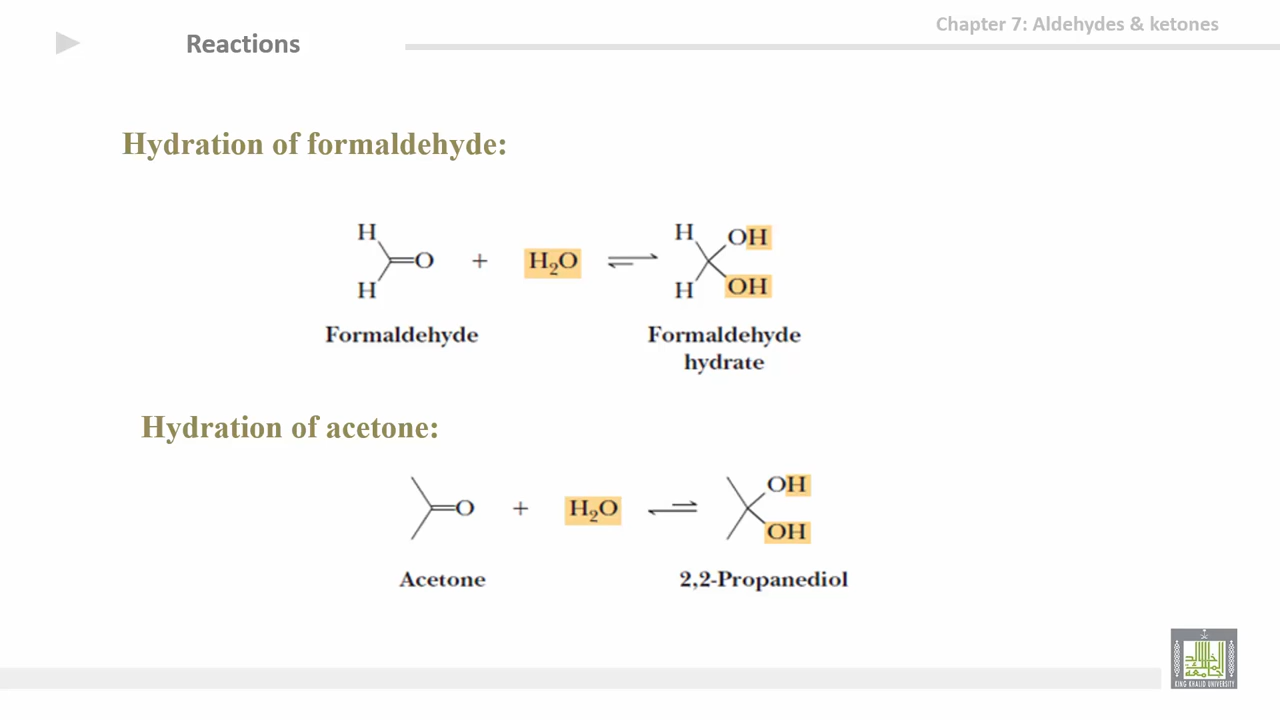 Chapter 7: Aldehydes & ketones
Reactions
Hydration of formaldehyde:
H
H
O + H₂O
H
H
OH
OH
Formaldehyde
Formaldehyde
hydrate
Hydration of acetone:
O + H₂O
OH
OH
Acetone
2,2-Propanediol
KING KHALID UNIVERSITY